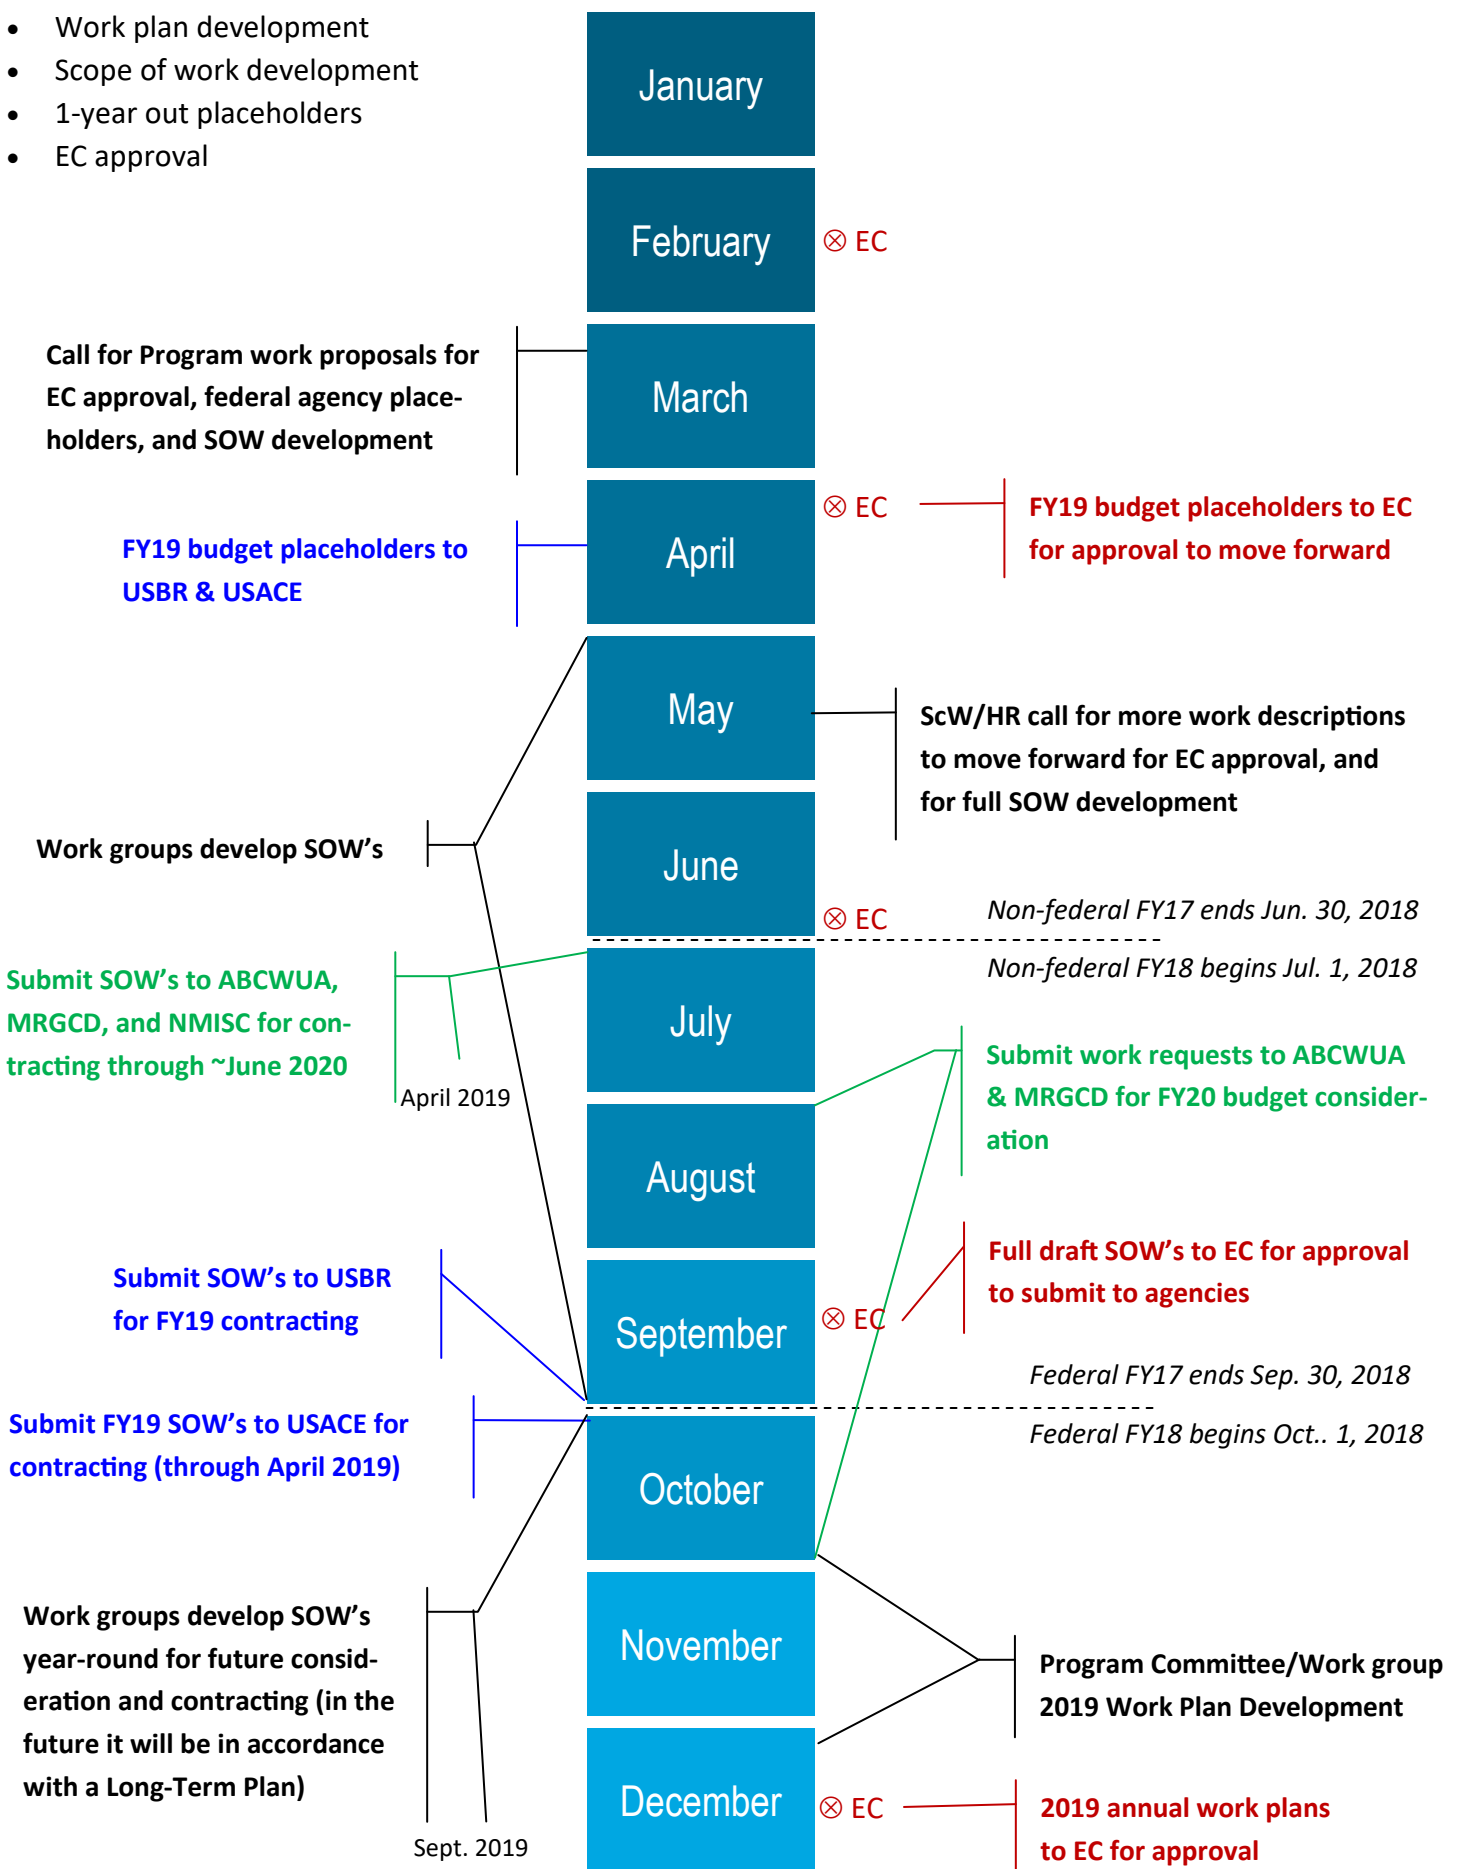 • Work plan development
• Scope of work development
• 1-year out placeholders
• EC approval
January
February
⊗ EC
Call for Program work proposals for
EC approval, federal agency place-
holders, and SOW development
March
⊗ EC
FY19 budget placeholders to EC
for approval to move forward
FY19 budget placeholders to
USBR & USACE
April
May
ScW/HR call for more work descriptions
to move forward for EC approval, and
for full SOW development
Work groups develop SOW's
June
⊗ EC
Non-federal FY17 ends Jun. 30, 2018
Non-federal FY18 begins Jul. 1, 2018
Submit SOW's to ABCWUA,
MRGCD, and NMISC for con-
tracting through ~June 2020
April 2019
July
Submit work requests to ABCWUA
& MRGCD for FY20 budget consider-
ation
August
Full draft SOW's to EC for approval
to submit to agencies
Submit SOW's to USBR
for FY19 contracting
September
⊗ EC
Federal FY17 ends Sep. 30, 2018
Federal FY18 begins Oct.. 1, 2018
Submit FY19 SOW's to USACE for
contracting (through April 2019)
October
Work groups develop SOW's
year-round for future consid-
eration and contracting (in the
future it will be in accordance
with a Long-Term Plan)
Sept. 2019
November
Program Committee/Work group
2019 Work Plan Development
December
⊗ EC
2019 annual work plans
to EC for approval